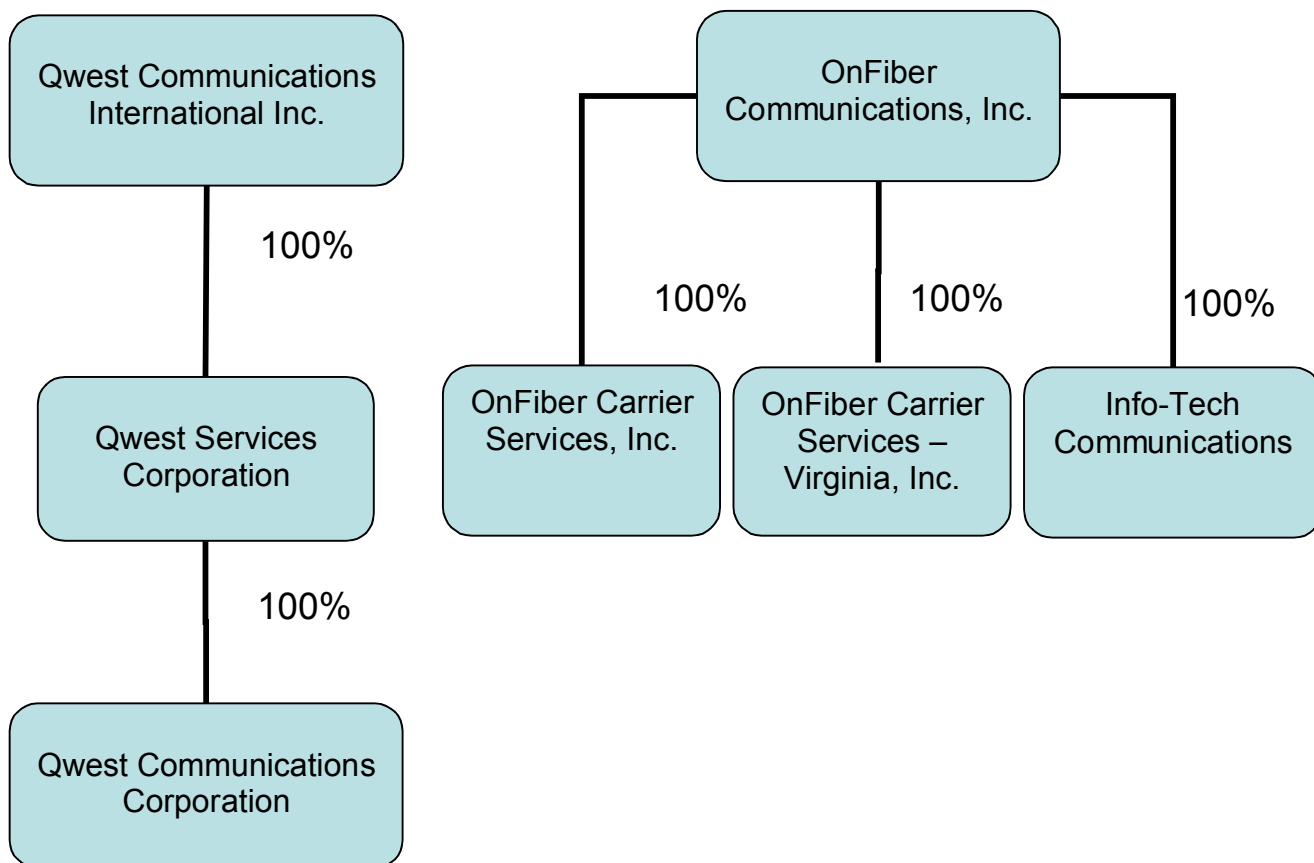 Qwest Communications
International Inc.
100%
Qwest Services
Corporation
100%
Qwest Communications
Corporation
OnFiber
Communications, Inc.
100%
100%
100%
OnFiber Carrier
Services, Inc.
OnFiber Carrier
Services –
Virginia, Inc.
Info-Tech
Communications